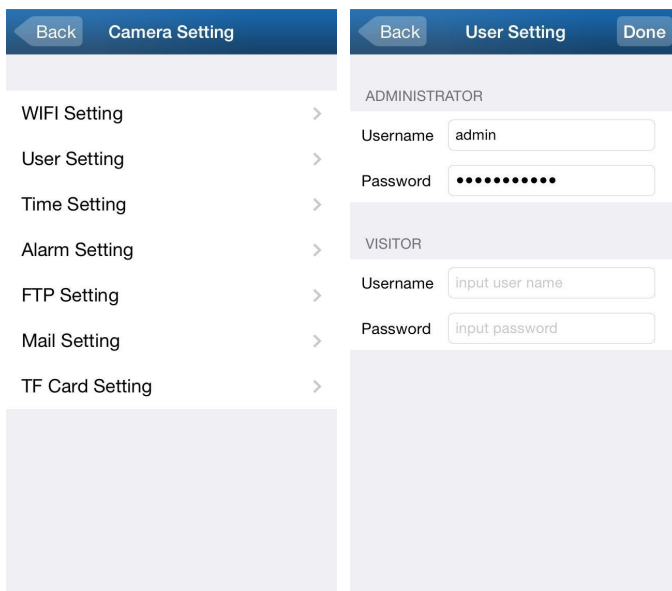 Back Camera Setting
WIFI Setting
User Setting
Time Setting
Alarm Setting
FTP Setting
Mail Setting
TF Card Setting
Back User Setting Done
ADMINISTRATOR
Username admin
Password •••••••••••
VISITOR
Username input user name
Password input password